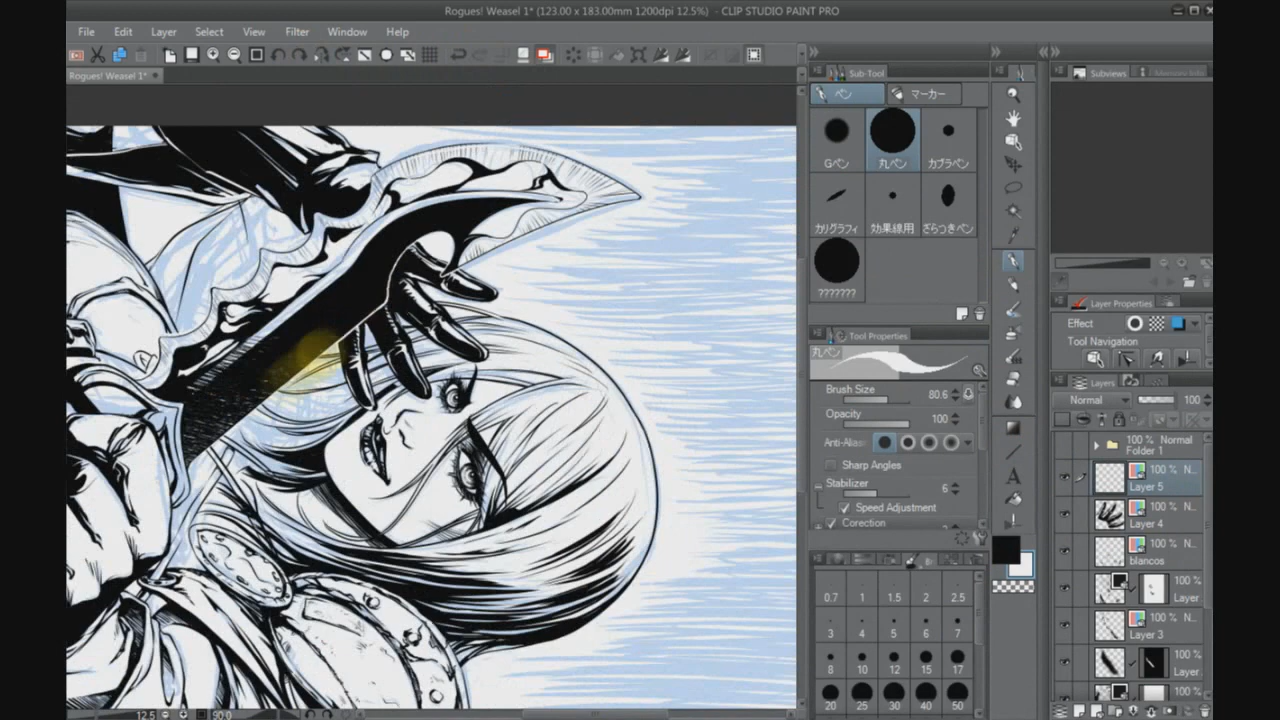 Rogues! Weasel 1* (123.00 x 183.00mm 1200dpi 12.5%) - CLIP STUDIO PAINT PRO
File Edit Layer Select View Filter Window Help
Rogues! Weasel 1*
Sub-Tool
ペン マーカー
Gペン 丸ペン カブラペン
カリグラフィ 効果線用 ざらつきペン
???????
Tool Properties
丸ペン
Brush Size 80.6
Opacity 100
Anti-Alias
Sharp Angles
Stabilizer 6
Speed Adjustment
Corection
0.7 1 1.5 2 2.5
3 4 5 6 7
8 10 12 15 17
20 25 30 40 50
Subviews
Layer Properties
Effect
Tool Navigation
Layers
Normal 100
100 % Normal
Folder 1
100 % N...
Layer 5
100 % N...
Layer 4
100 % N...
blancos
100 %
Layer
100 % N...
Layer 3
100 %
Layer
100 %
12.5 90.0